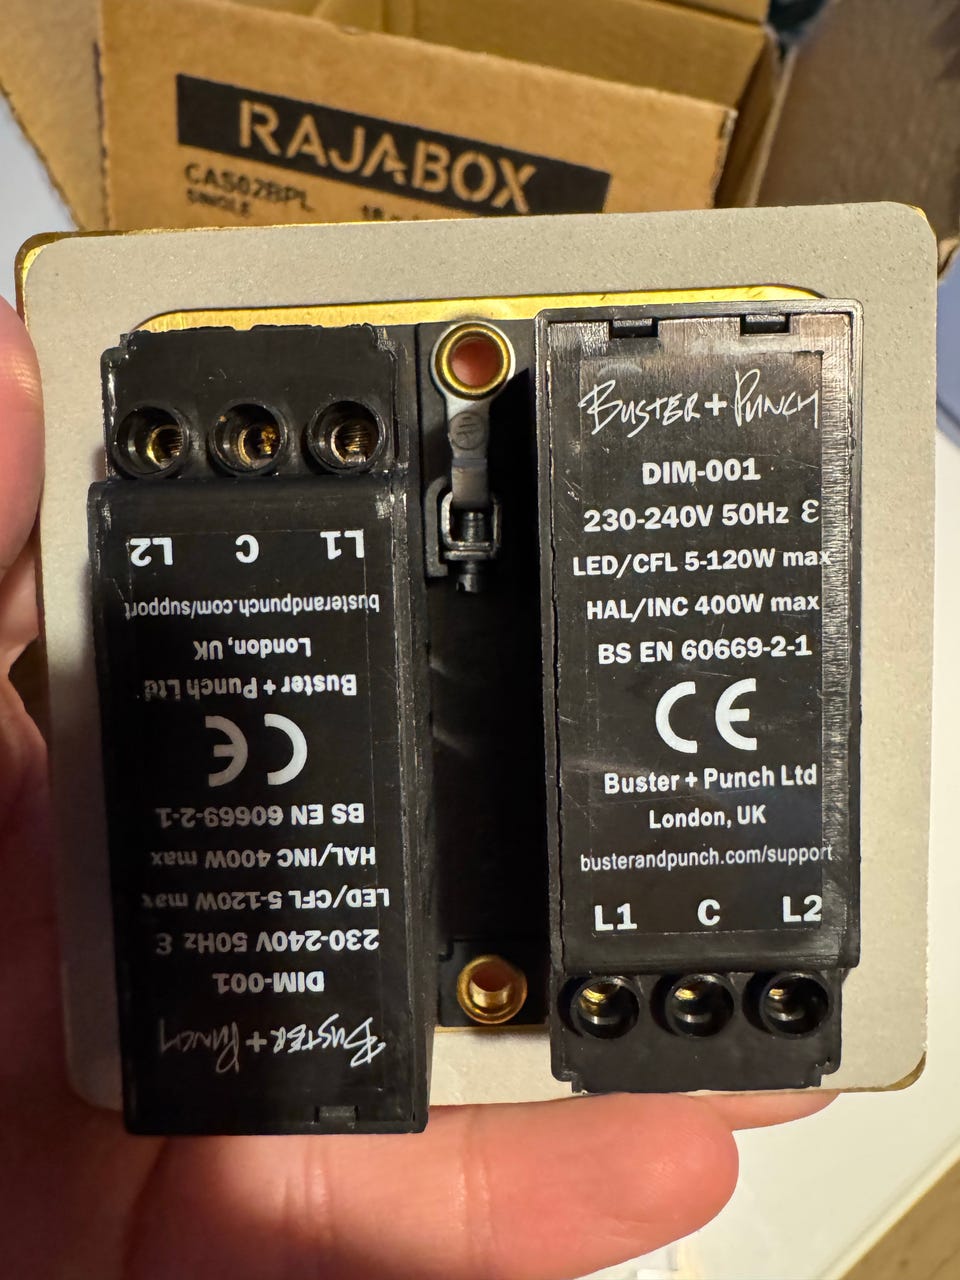 RAJABOX
CAS02BPL
SINGLE
BUSTER + PUNCH
DIM-001
230-240V 50Hz ε
LED/CFL 5-120W max
HAL/INC 400W max
BS EN 60669-2-1
CE
Buster + Punch Ltd
London, UK
busterandpunch.com/support
L1 C L2
BUSTER + PUNCH
DIM-001
230-240V 50Hz ε
LED/CFL 5-120W max
HAL/INC 400W max
BS EN 60669-2-1
CE
Buster + Punch Ltd
London, UK
busterandpunch.com/support
L1 C L2